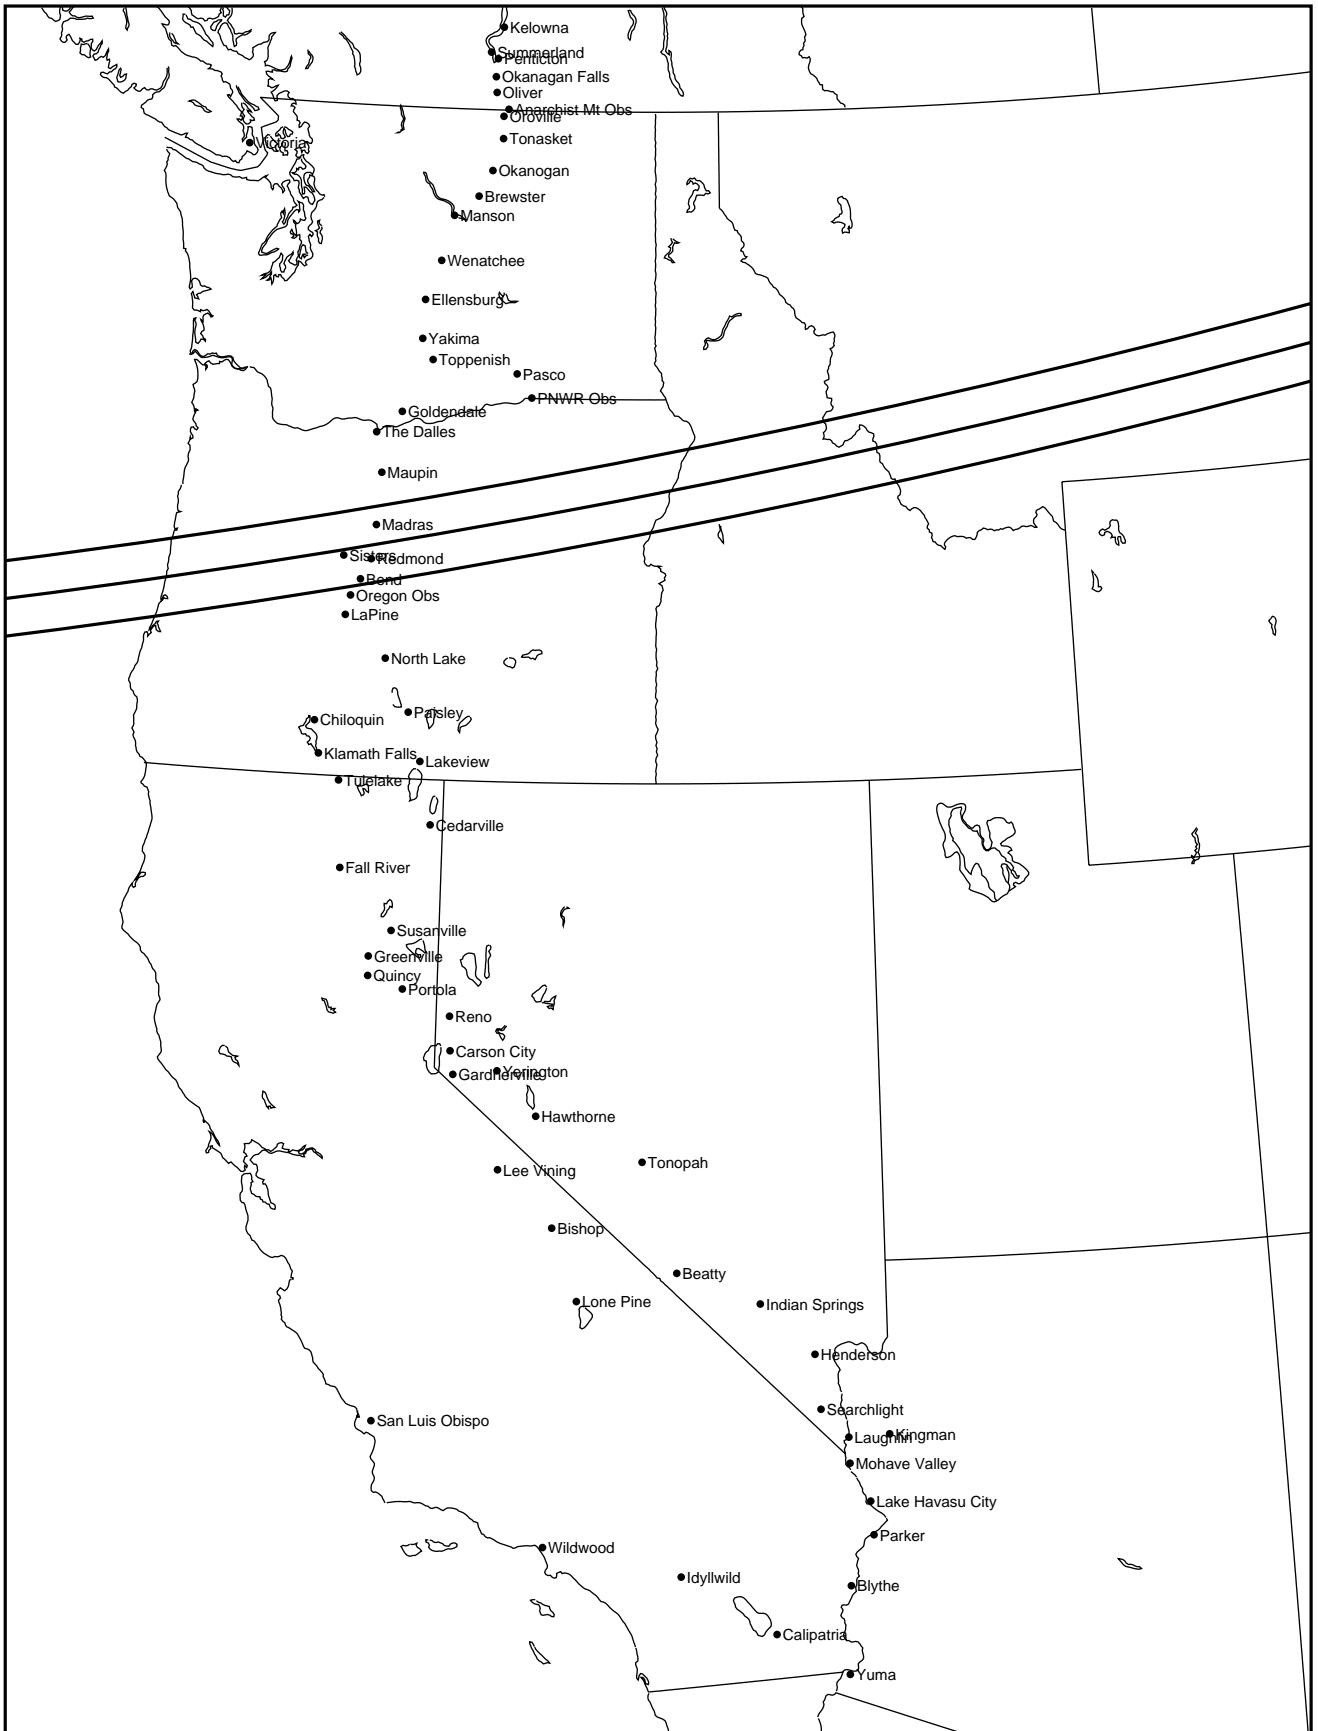 Kelowna
Summerland
Penticton
Okanagan Falls
Oliver
Anarchist Mt Obs
Oroville
Tonasket
Victoria
Okanogan
Brewster
Manson
Wenatchee
Ellensburg
Yakima
Toppenish
Pasco
PNWR Obs
Goldendale
The Dalles
Maupin
Madras
Sisters
Redmond
Bend
Oregon Obs
LaPine
North Lake
Paisley
Chiloquin
Klamath Falls
Lakeview
Tulelake
Cedarville
Fall River
Susanville
Greenville
Quincy
Portola
Reno
Carson City
Yerington
Gardnerville
Hawthorne
Tonopah
Lee Vining
Bishop
Beatty
Lone Pine
Indian Springs
Henderson
Searchlight
San Luis Obispo
Kingman
Laughlin
Mohave Valley
Lake Havasu City
Parker
Wildwood
Idyllwild
Blythe
Calipatria
Yuma